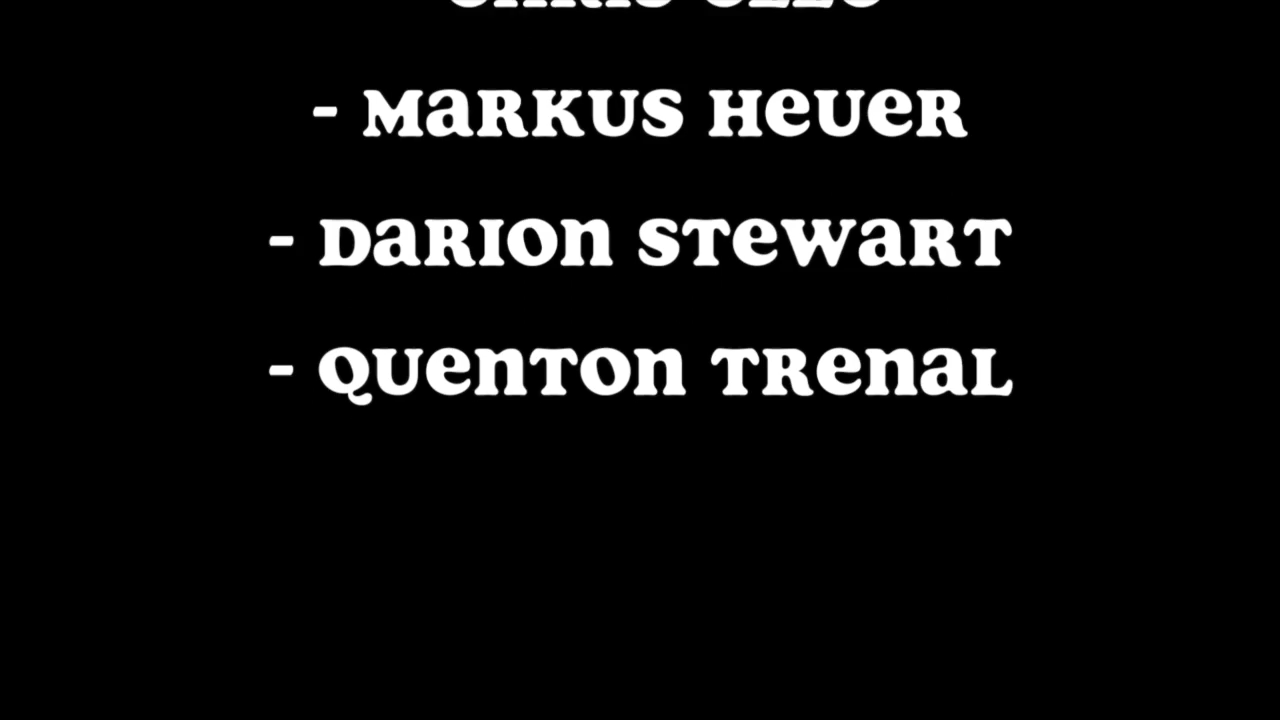 - MARKUS HEUER
- DARION STEWART
- QUENTON TRENAL